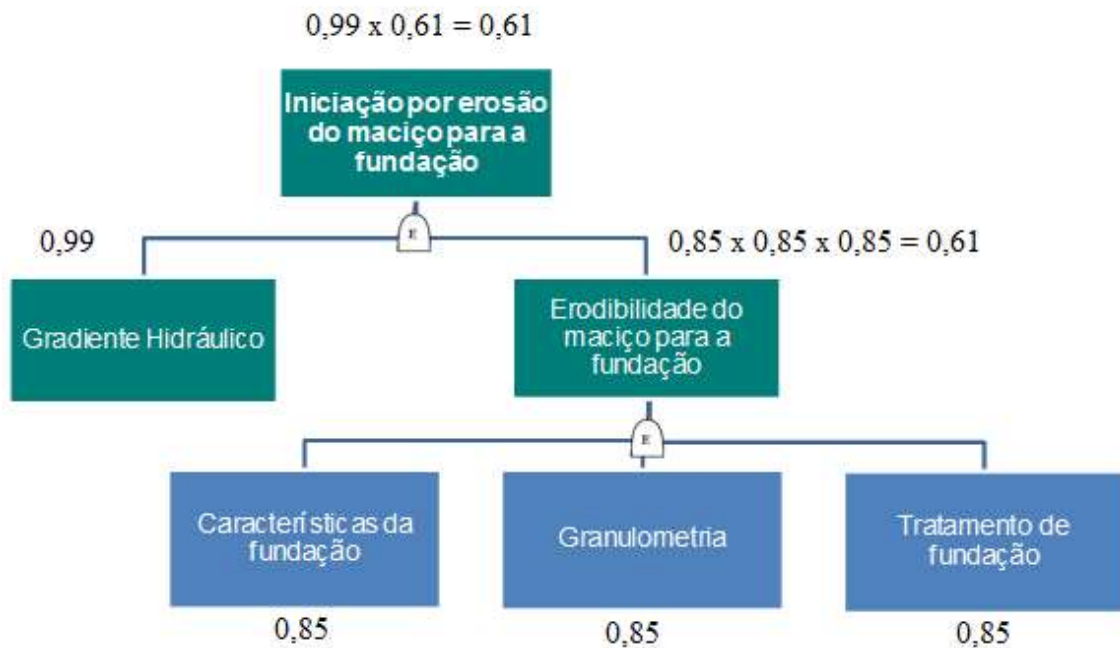 0,99 x 0,61 = 0,61
Iniciação por erosão
do maciço para a
fundação
E
0,99
0,85 x 0,85 x 0,85 = 0,61
Gradiente Hidráulico
Erodibilidade do
maciço para a
fundação
E
Características da
fundação
Granulometria
Tratamento de
fundação
0,85
0,85
0,85